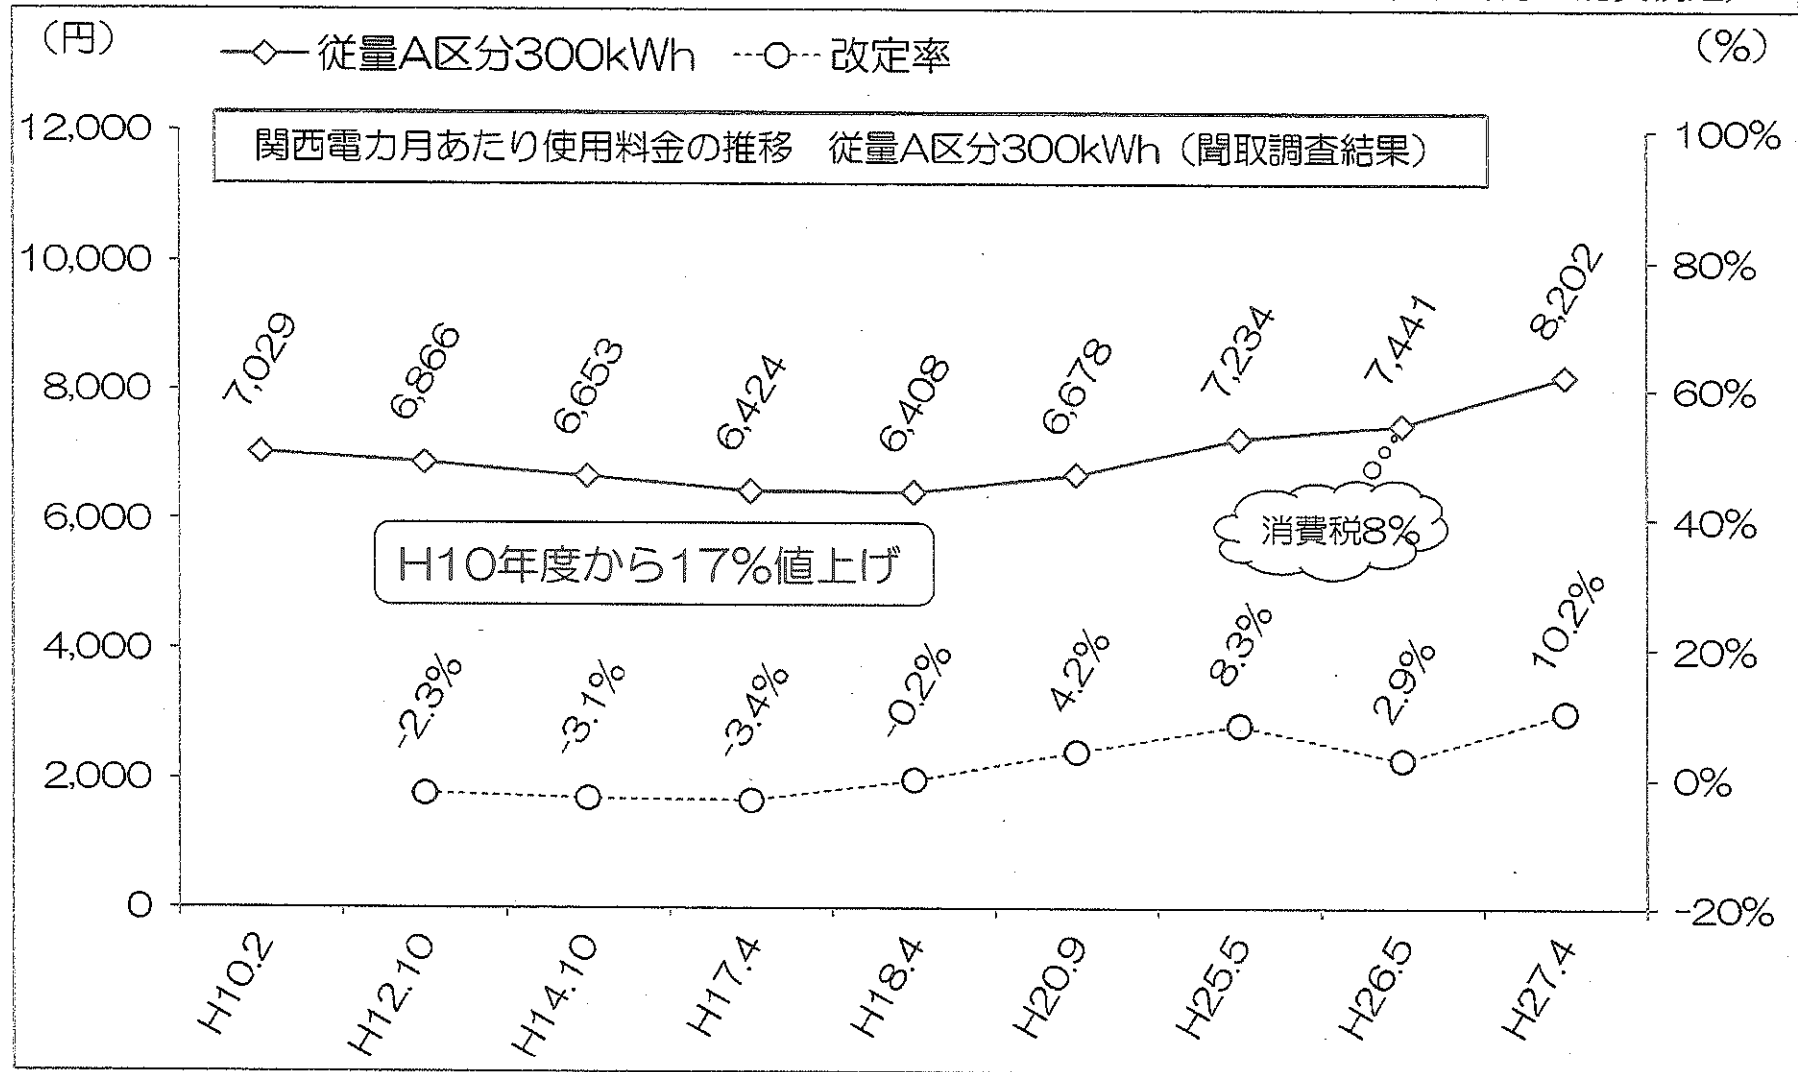 （円）
従量A区分300kWh
改定率
（%）
関西電力月あたり使用料金の推移　従量A区分300kWh（聞取調査結果）
12,000
10,000
8,000
6,000
4,000
2,000
0
100%
80%
60%
40%
20%
0%
-20%
7,029
6,866
6,653
6,424
6,408
6,678
7,234
7,441
8,202
消費税8%
H10年度から17%値上げ
-2.3%
-3.1%
-3.4%
-0.2%
4.2%
8.3%
2.9%
10.2%
H10.2
H12.10
H14.10
H17.4
H18.4
H20.9
H25.5
H26.5
H27.4